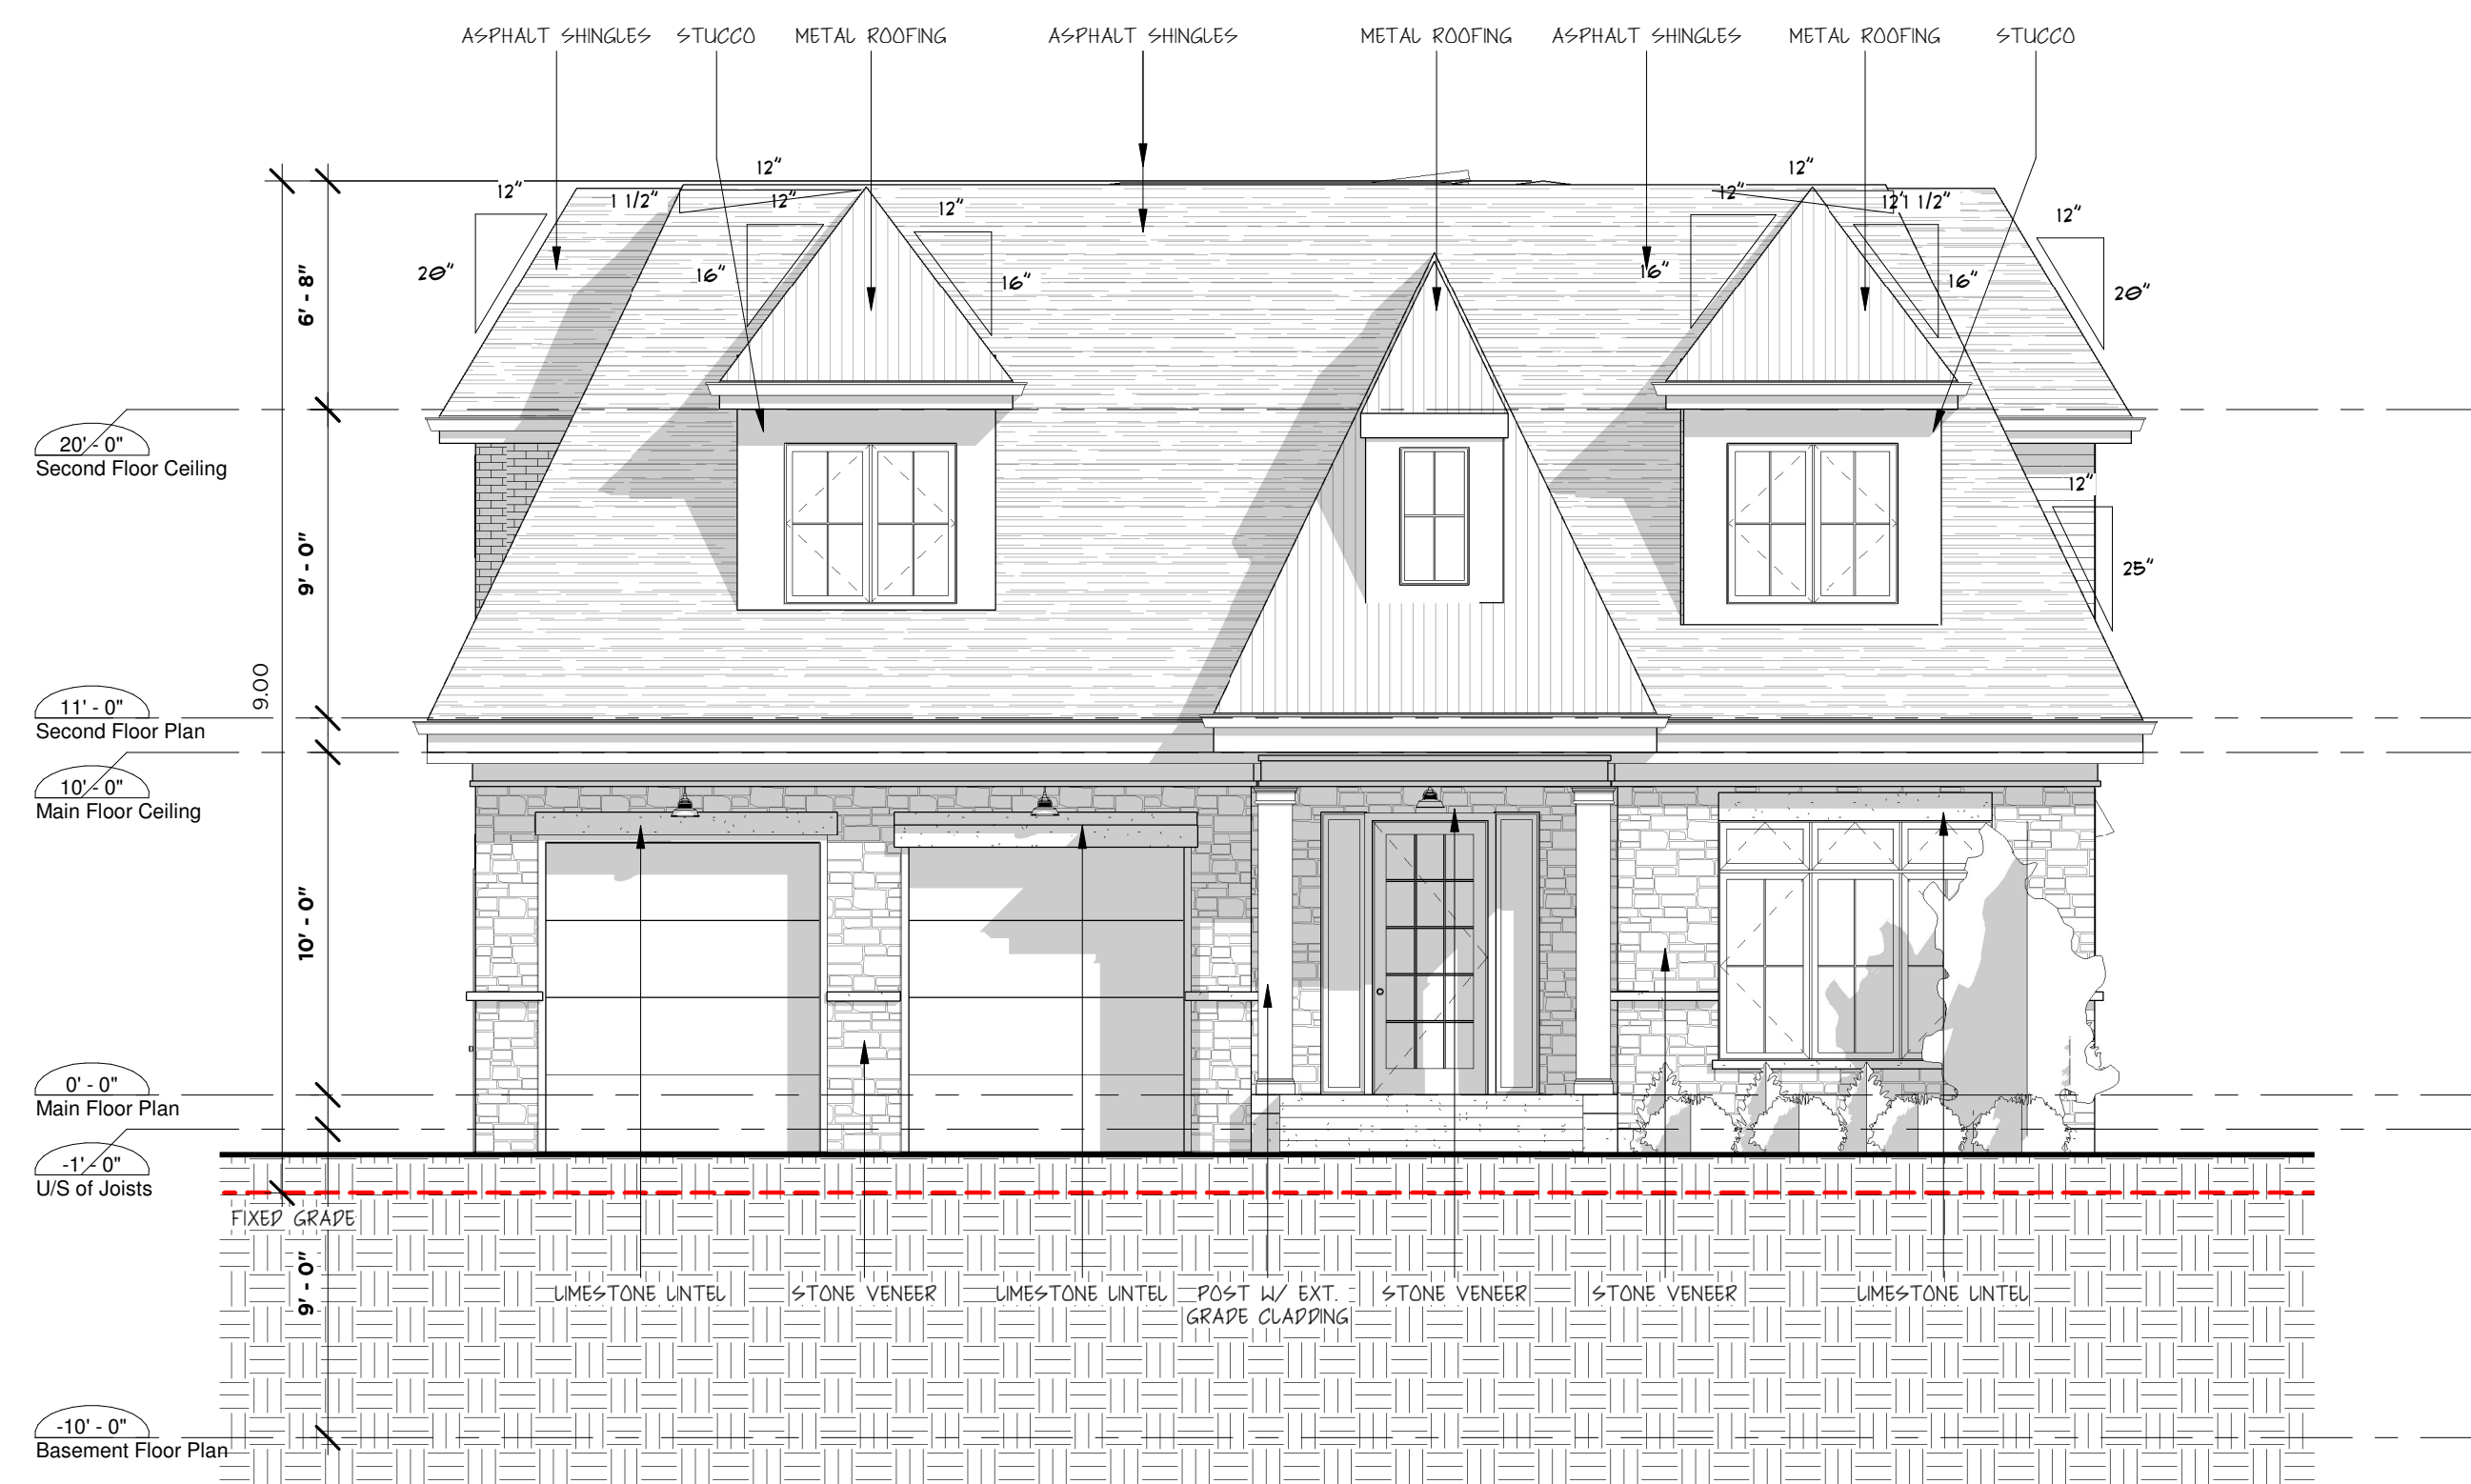 ASPHALT SHINGLES STUCCO METAL ROOFING ASPHALT SHINGLES METAL ROOFING ASPHALT SHINGLES METAL ROOFING STUCCO
12" 12"
12" 1 1/2" 12" 12" 12" 12" 1 1/2" 12"
20" 16" 16" 16" 16" 20"
6' - 8"
20' - 0"
Second Floor Ceiling
12"
9' - 0"
25"
9.00
11' - 0"
Second Floor Plan
10' - 0"
Main Floor Ceiling
10' - 0"
0' - 0"
Main Floor Plan
-1' - 0"
U/S of Joists
FIXED GRADE
9' - 0"
LIMESTONE LINTEL STONE VENEER LIMESTONE LINTEL POST W/ EXT. STONE VENEER STONE VENEER LIMESTONE LINTEL
GRADE CLADDING
-10' - 0"
Basement Floor Plan